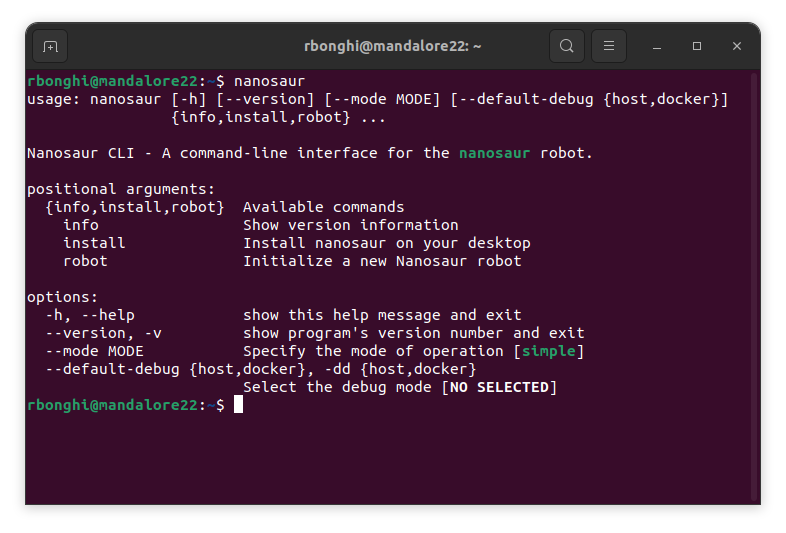 rbonghi@mandalore22: ~
rbonghi@mandalore22:~$ nanosaur
usage: nanosaur [-h] [--version] [--mode MODE] [--default-debug {host,docker}]
                {info,install,robot} ...

Nanosaur CLI - A command-line interface for the nanosaur robot.

positional arguments:
  {info,install,robot}  Available commands
    info                Show version information
    install             Install nanosaur on your desktop
    robot               Initialize a new Nanosaur robot

options:
  -h, --help            show this help message and exit
  --version, -v         show program's version number and exit
  --mode MODE           Specify the mode of operation [simple]
  --default-debug {host,docker}, -dd {host,docker}
                        Select the debug mode [NO SELECTED]
rbonghi@mandalore22:~$